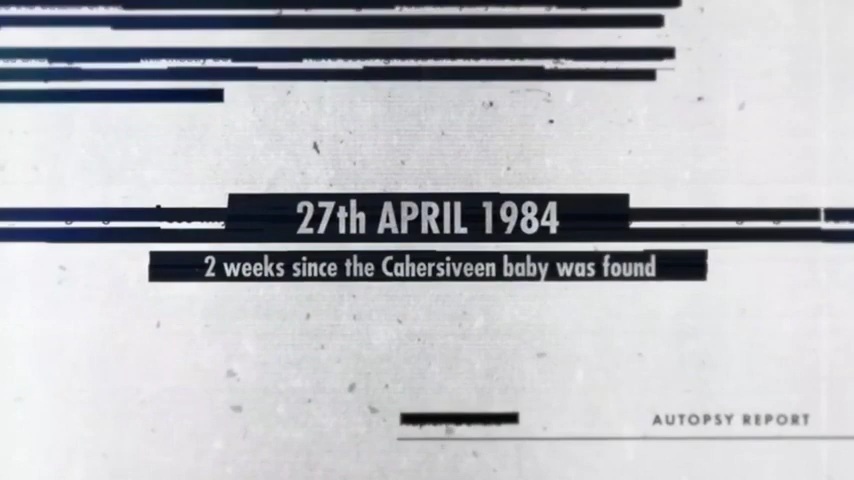 27th APRIL 1984
2 weeks since the Cahersiveen baby was found
AUTOPSY REPORT